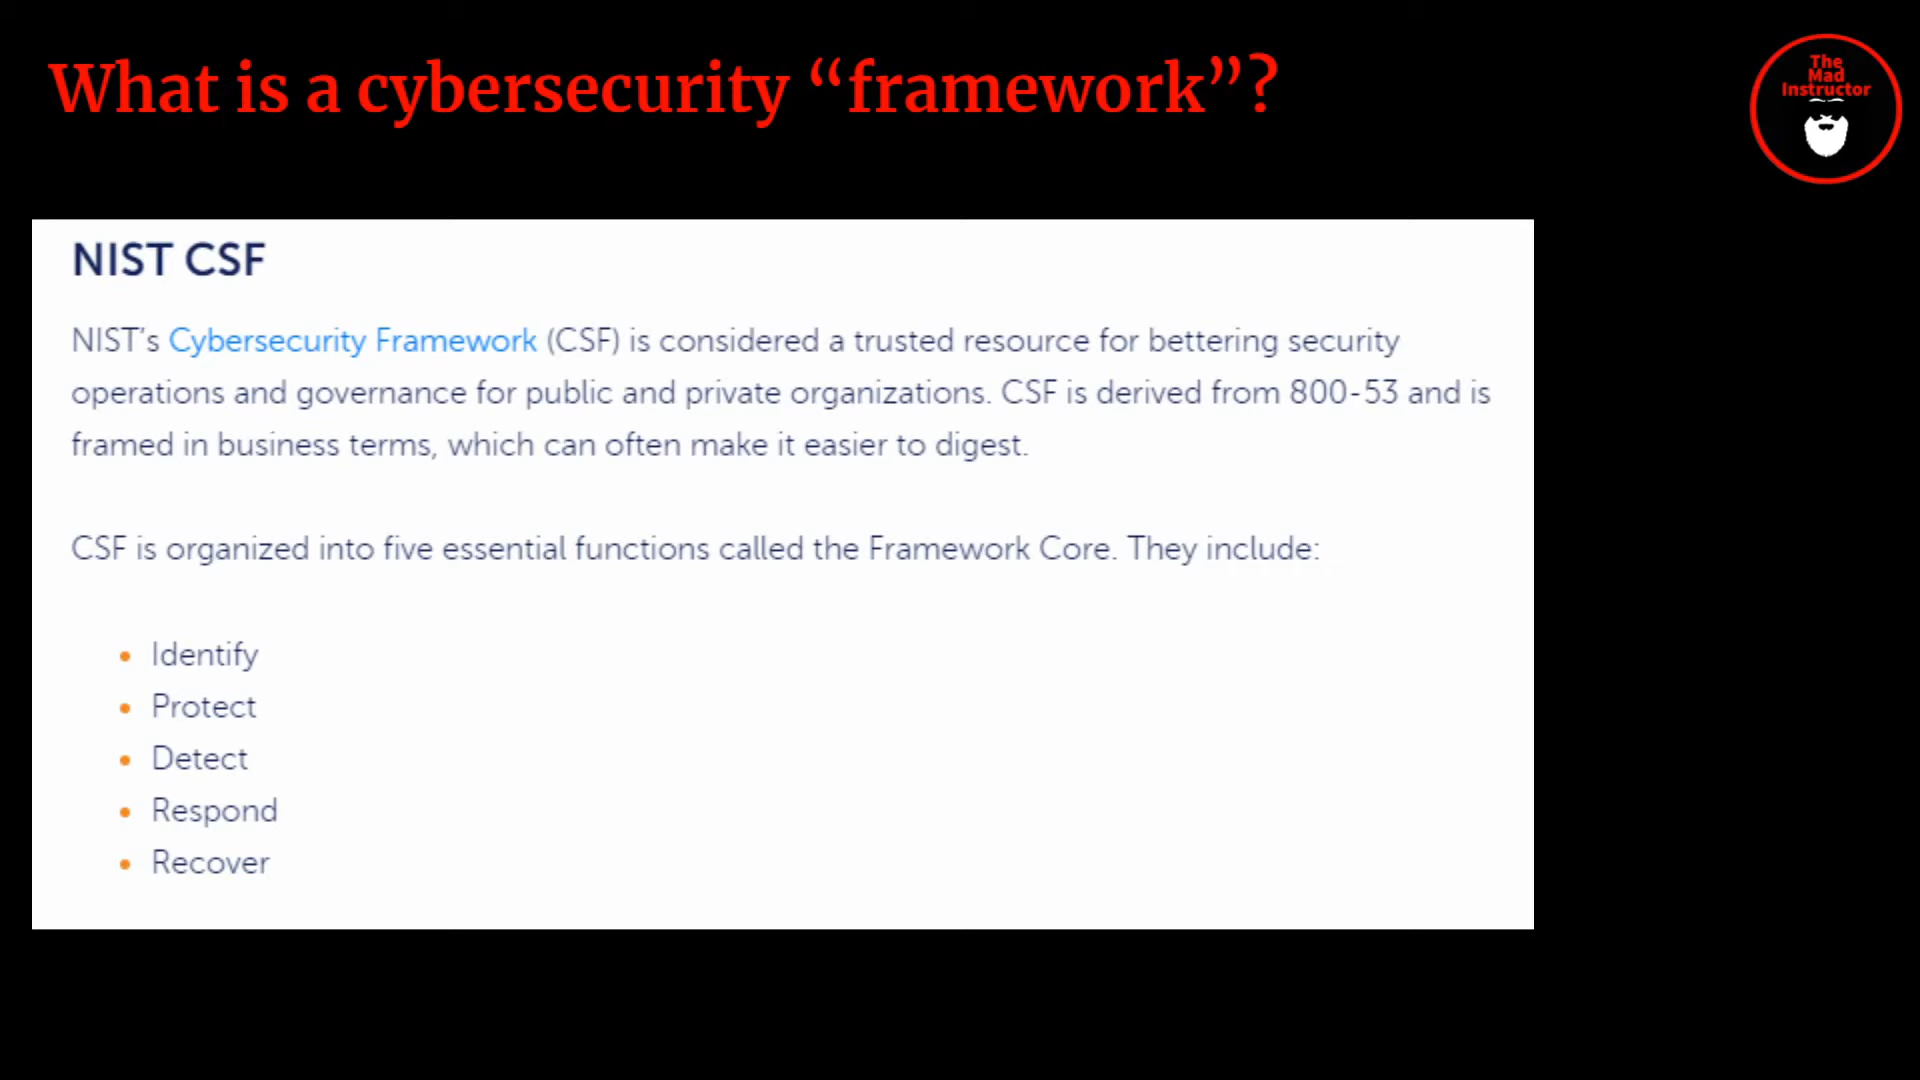 What is a cybersecurity “framework”?
The
Mad
Instructor
NIST CSF
NIST’s Cybersecurity Framework (CSF) is considered a trusted resource for bettering security
operations and governance for public and private organizations. CSF is derived from 800-53 and is
framed in business terms, which can often make it easier to digest.
CSF is organized into five essential functions called the Framework Core. They include:
• Identify
• Protect
• Detect
• Respond
• Recover